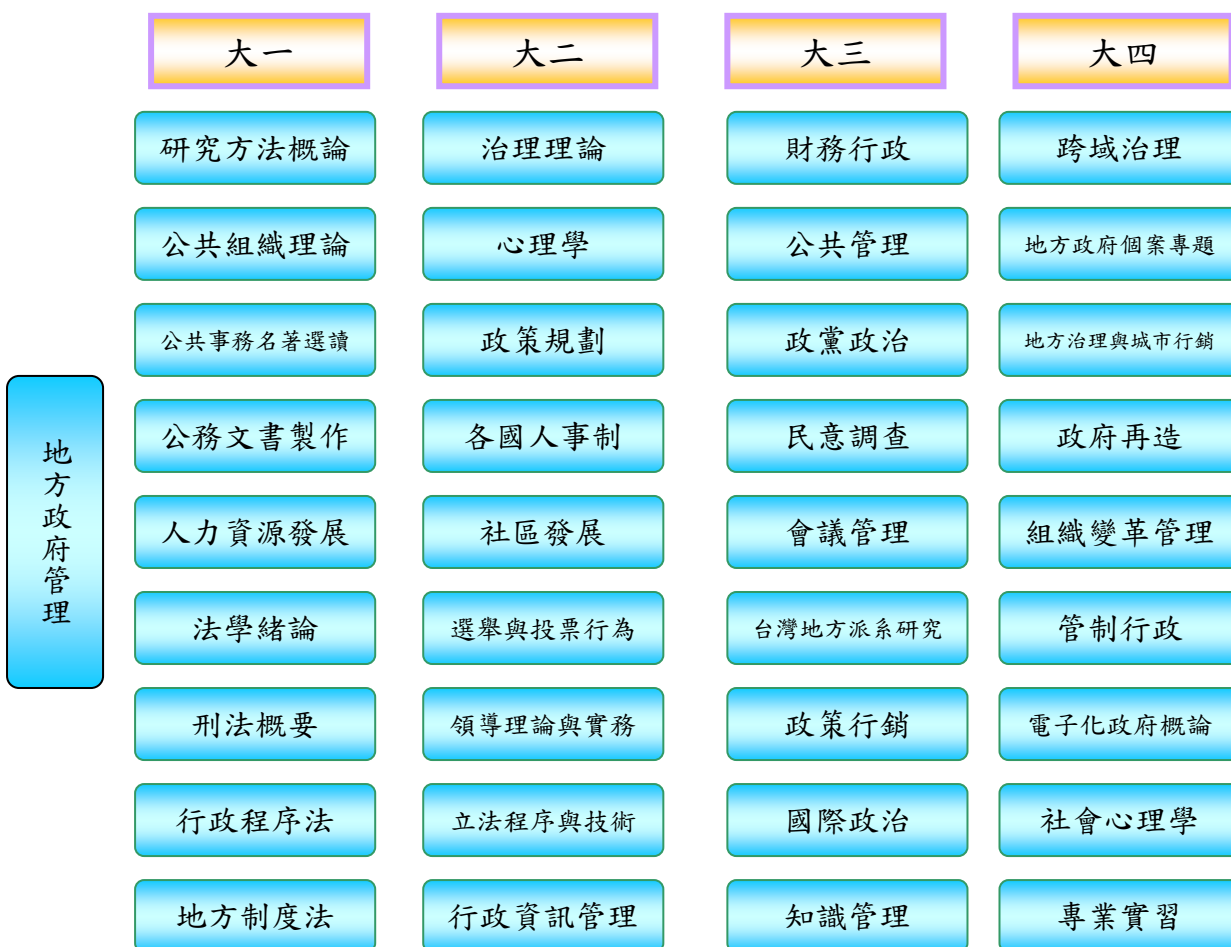 大一
大二
大三
大四
研究方法概論
治理理論
財務行政
跨域治理
公共組織理論
心理學
公共管理
地方政府個案專題
公共事務名著選讀
政策規劃
政黨政治
地方治理與城市行銷
地方政府管理
公務文書製作
各國人事制
民意調查
政府再造
人力資源發展
社區發展
會議管理
組織變革管理
法學緒論
選舉與投票行為
台灣地方派系研究
管制行政
刑法概要
領導理論與實務
政策行銷
電子化政府概論
行政程序法
立法程序與技術
國際政治
社會心理學
地方制度法
行政資訊管理
知識管理
專業實習